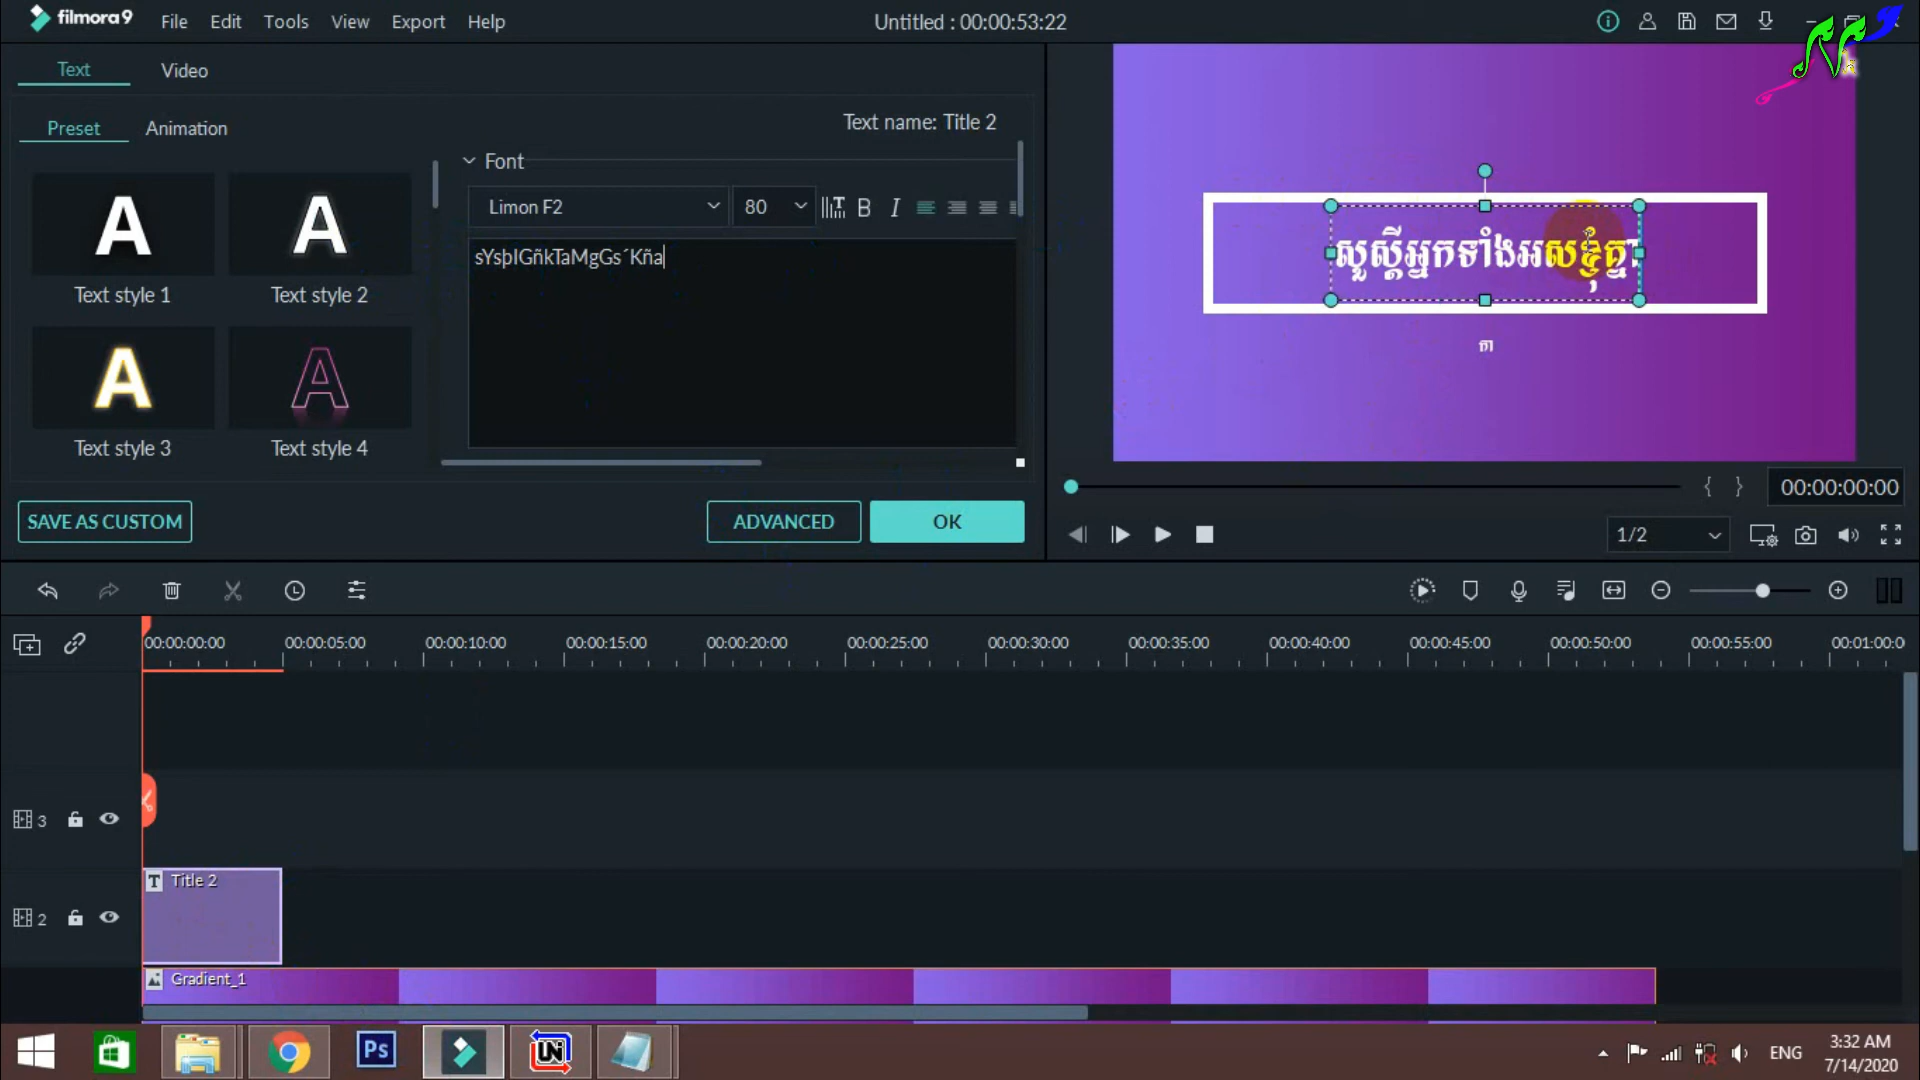 filmora9 File Edit Tools View Export Help Untitled : 00:00:53:22
Text Video
Preset Animation Text name: Title 2
Font
Limon F2 80 B I
sYsþIGñkTaMgGs´Kña
A A
Text style 1 Text style 2
A A
Text style 3 Text style 4
SAVE AS CUSTOM ADVANCED OK
សួស្តីអ្នកទាំងអស់គ្នា
{ } 00:00:00:00
1/2
00:00:00:00 00:00:05:00 00:00:10:00 00:00:15:00 00:00:20:00 00:00:25:00 00:00:30:00 00:00:35:00 00:00:40:00 00:00:45:00 00:00:50:00 00:00:55:00 00:01:00:0
3
T Title 2
2
Gradient_1
Ps UN ENG 3:32 AM
7/14/2020